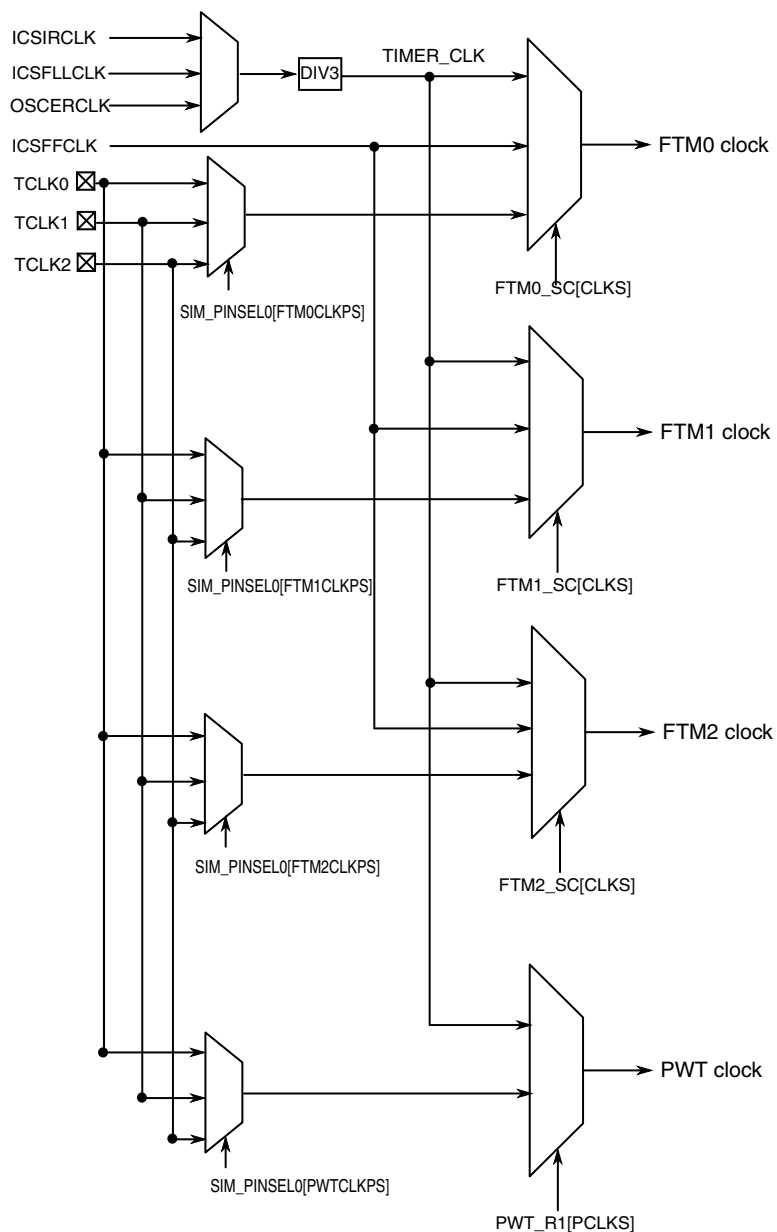 ICSIRCLK
ICSFLLCLK
OSCERCLK
DIV3
TIMER_CLK
ICSFFCLK
FTM0 clock
TCLK0
TCLK1
TCLK2
FTM0_SC[CLKS]
SIM_PINSEL0[FTM0CLKPS]
FTM1 clock
SIM_PINSEL0[FTM1CLKPS]
FTM1_SC[CLKS]
FTM2 clock
SIM_PINSEL0[FTM2CLKPS]
FTM2_SC[CLKS]
PWT clock
SIM_PINSEL0[PWTCLKPS]
PWT_R1[PCLKS]